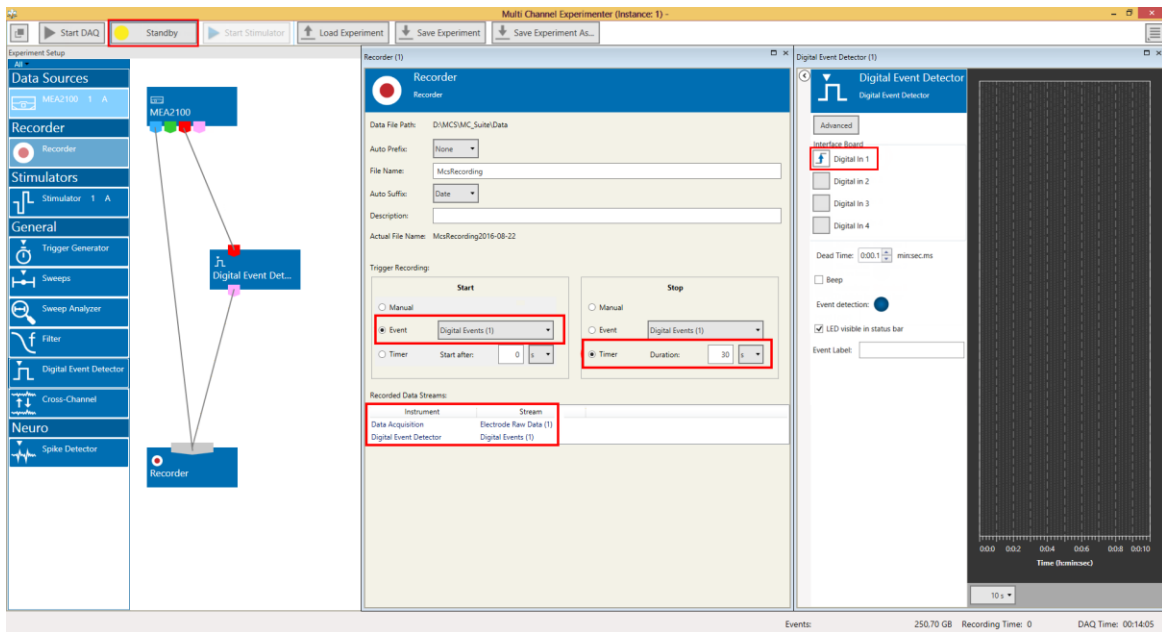 Multi Channel Experimenter (Instance: 1) -
Start DAQ
Standby
Start Stimulator
Load Experiment
Save Experiment
Save Experiment As...
Experiment Setup
All
Data Sources
MEA2100 1 A
Recorder
Recorder
Stimulators
Stimulator 1 A
General
Trigger Generator
Sweeps
Sweep Analyzer
Filter
Digital Event Detector
Cross-Channel
Neuro
Spike Detector
MEA2100
Digital Event Det...
Recorder
Recorder (1)
Recorder
Recorder
Data File Path: D:\MCS\MC_Suite\Data
Auto Prefix: None
File Name: McsRecording
Auto Suffix: Date
Description:
Actual File Name: McsRecording2016-08-22
Trigger Recording:
Start
Manual
Event Digital Events (1)
Timer Start after: 0 s
Stop
Manual
Event Digital Events (1)
Timer Duration: 30 s
Recorded Data Streams:
Instrument Stream
Data Acquisition Electrode Raw Data (1)
Digital Event Detector Digital Events (1)
Digital Event Detector (1)
Digital Event Detector
Digital Event Detector
Advanced
Interface Board
Digital In 1
Digital in 2
Digital In 3
Digital In 4
Dead Time: 0:00.1 min:sec.ms
Beep
Event detection:
LED visible in status bar
Event Label:
0:0:0 0:0:2 0:0:4 0:0:6 0:0:8 0:0:10
Time (h:min:sec)
10 s
Events: 250.70 GB Recording Time: 0 DAQ Time: 00:14:05